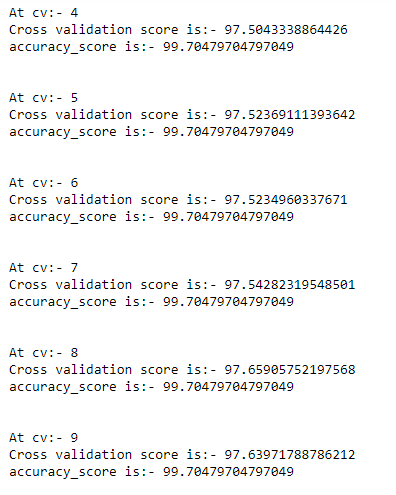 At cv:- 4
Cross validation score is:- 97.5043338864426
accuracy_score is:- 99.70479704797049
At cv:- 5
Cross validation score is:- 97.52369111393642
accuracy_score is:- 99.70479704797049
At cv:- 6
Cross validation score is:- 97.5234960337671
accuracy_score is:- 99.70479704797049
At cv:- 7
Cross validation score is:- 97.54282319548501
accuracy_score is:- 99.70479704797049
At cv:- 8
Cross validation score is:- 97.65905752197568
accuracy_score is:- 99.70479704797049
At cv:- 9
Cross validation score is:- 97.63971788786212
accuracy_score is:- 99.70479704797049